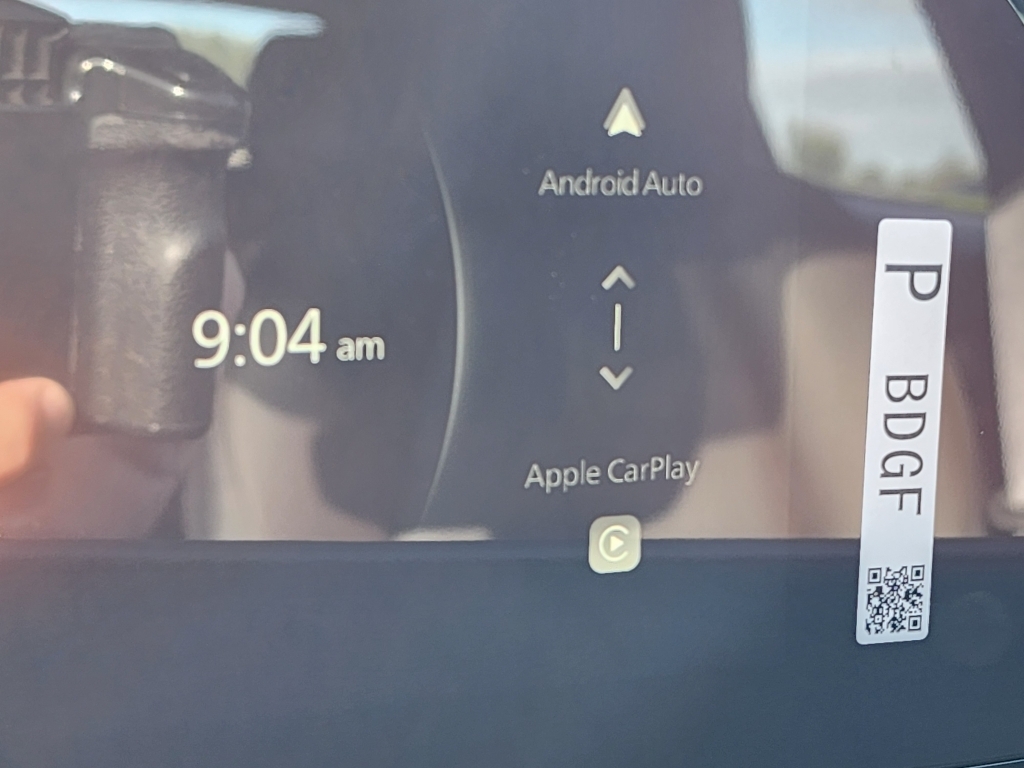 Android Auto
9:04 am
Apple CarPlay
P BDGF